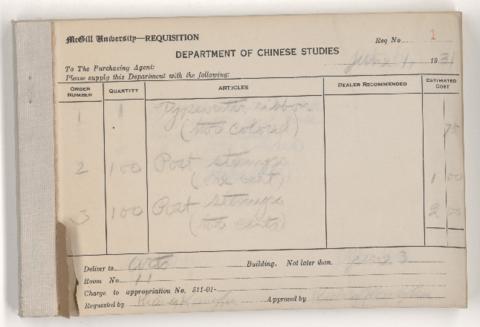 McGill University—REQUISITION Req No. 1
DEPARTMENT OF CHINESE STUDIES
To The Purchasing Agent: June 1, 1931
Please supply this Department with the following:
ORDER NUMBER QUANTITY ARTICLES DEALER RECOMMENDED ESTIMATED COST
1 1 Typewriter ribbon
(two colored) 75
2 100 Post stamps
(one cent) 1 00
3 100 Post stamps
(two cents) 2 00
Deliver to Arts Building. Not later than June 3
Room No. 11
Charge to appropriation No. 511-01-
Requested by Approved by